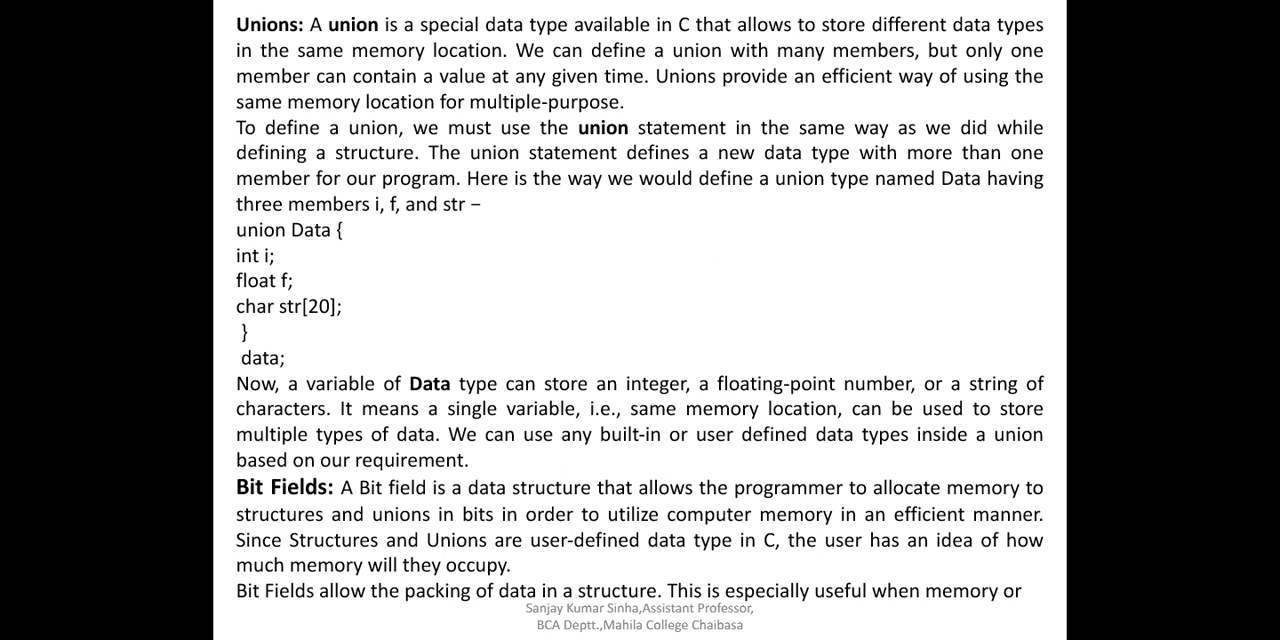 Unions: A union is a special data type available in C that allows to store different data types
in the same memory location. We can define a union with many members, but only one
member can contain a value at any given time. Unions provide an efficient way of using the
same memory location for multiple-purpose.
To define a union, we must use the union statement in the same way as we did while
defining a structure. The union statement defines a new data type with more than one
member for our program. Here is the way we would define a union type named Data having
three members i, f, and str −
union Data {
int i;
float f;
char str[20];
}
data;
Now, a variable of Data type can store an integer, a floating-point number, or a string of
characters. It means a single variable, i.e., same memory location, can be used to store
multiple types of data. We can use any built-in or user defined data types inside a union
based on our requirement.
Bit Fields: A Bit field is a data structure that allows the programmer to allocate memory to
structures and unions in bits in order to utilize computer memory in an efficient manner.
Since Structures and Unions are user-defined data type in C, the user has an idea of how
much memory will they occupy.
Bit Fields allow the packing of data in a structure. This is especially useful when memory or
Sanjay Kumar Sinha,Assistant Professor,
BCA Deptt.,Mahila College Chaibasa